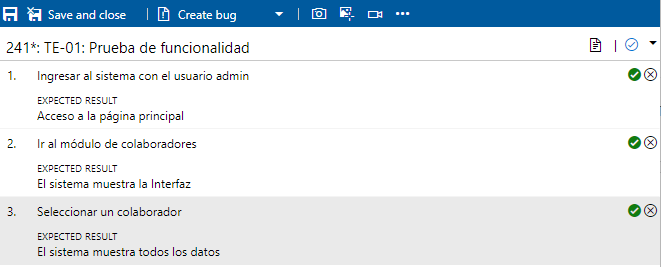 Save and close Create bug
241*: TE-01: Prueba de funcionalidad
1. Ingresar al sistema con el usuario admin
EXPECTED RESULT
Acceso a la página principal
2. Ir al módulo de colaboradores
EXPECTED RESULT
El sistema muestra la Interfaz
3. Seleccionar un colaborador
EXPECTED RESULT
El sistema muestra todos los datos